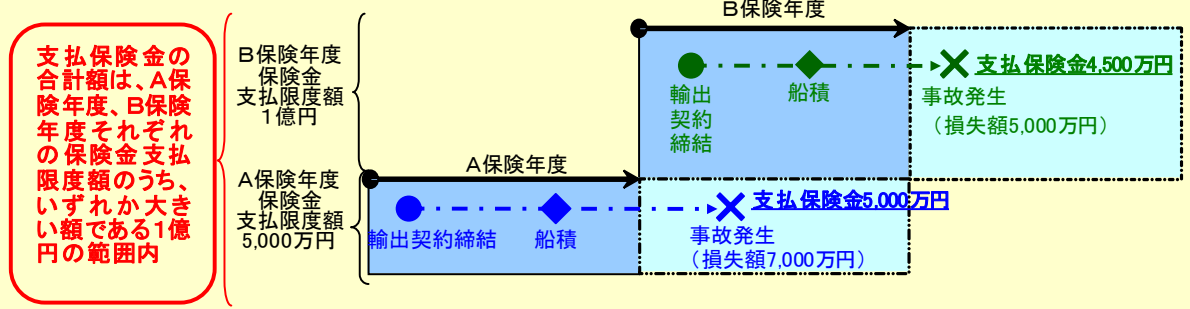 支払保険金の
合計額は、A保
険年度、B保険
年度それぞれ
の保険金支払
限度額のうち、
いずれか大き
い額である1億
円の範囲内
B保険年度
保険金
支払限度額
1億円
A保険年度
保険金
支払限度額
5,000万円
B保険年度
輸出
契約
締結
船積
支払保険金4,500万円
事故発生
（損失額5,000万円）
A保険年度
輸出契約締結
船積
支払保険金5,000万円
事故発生
（損失額7,000万円）